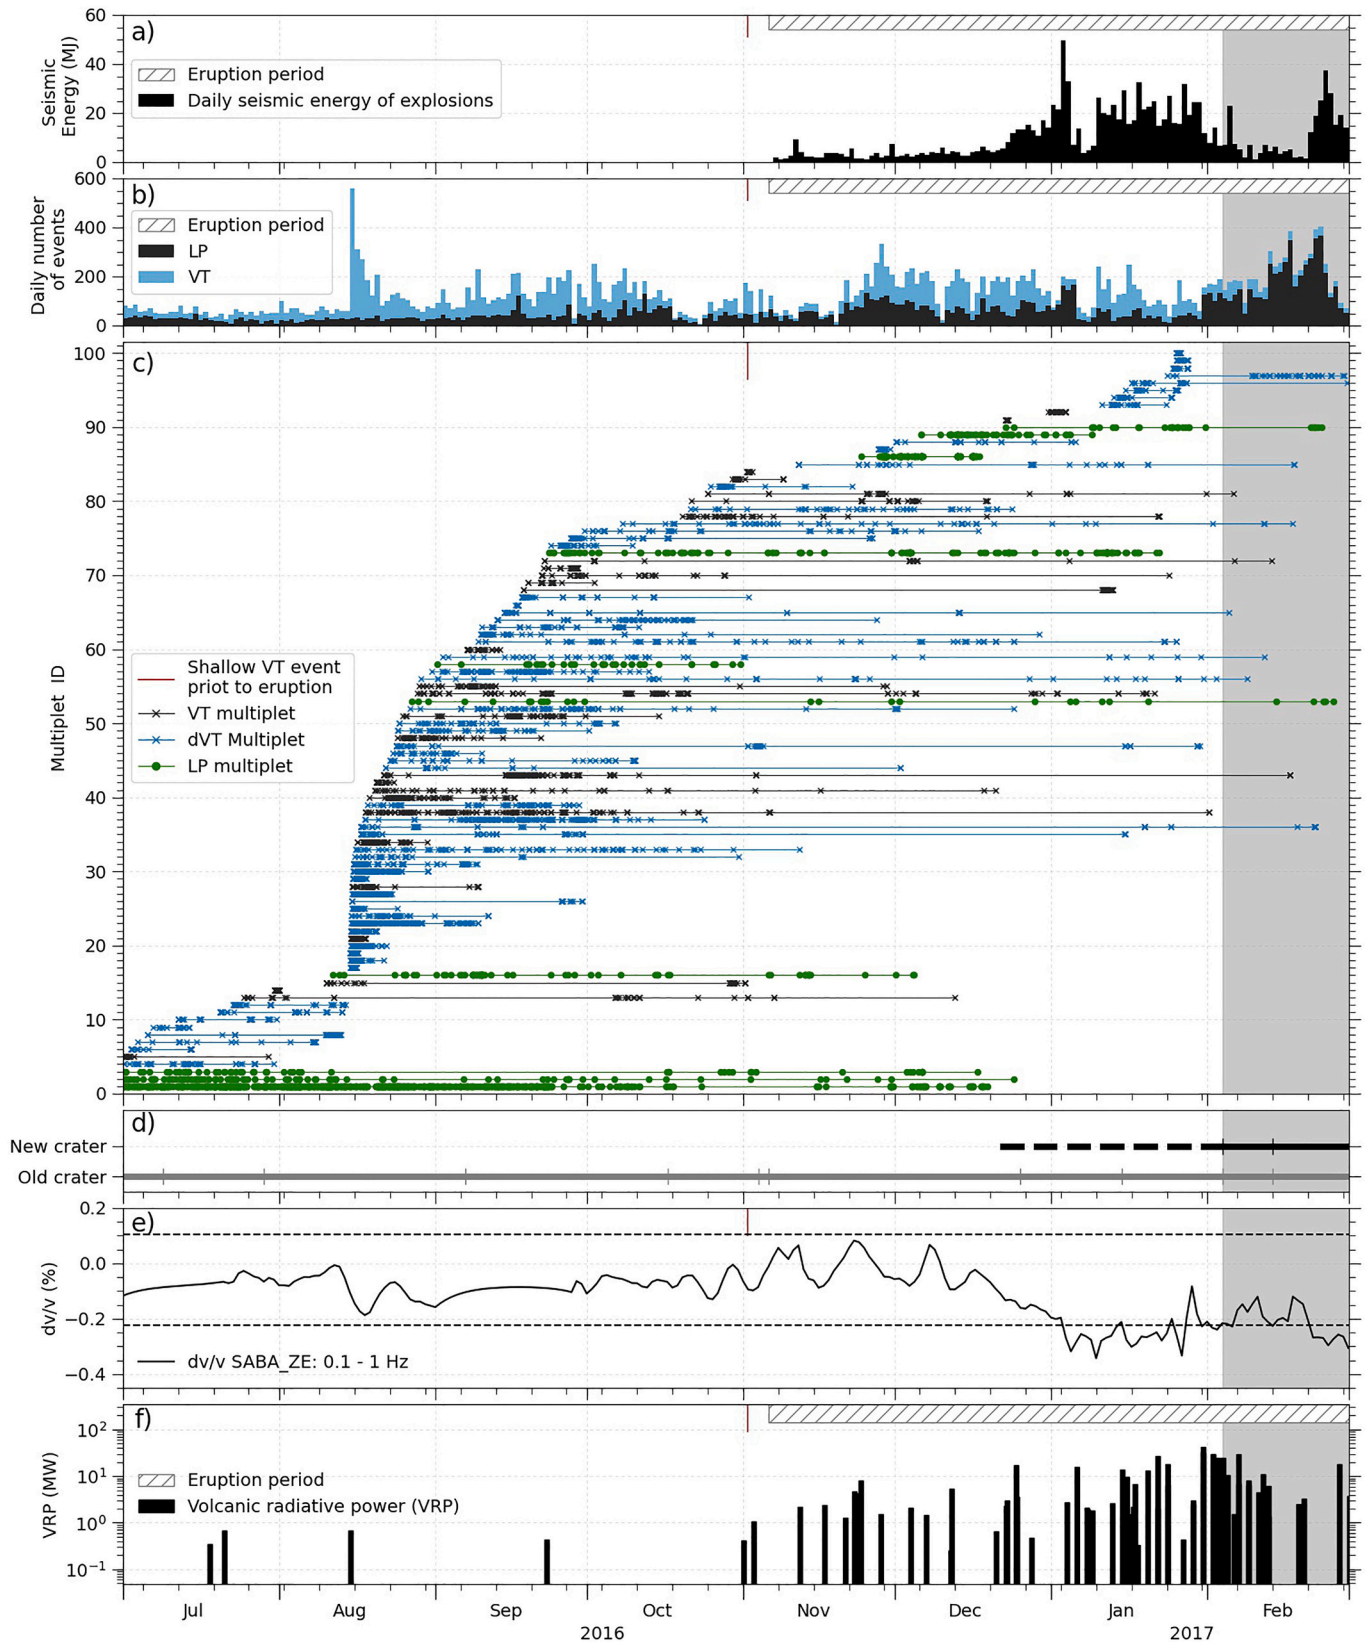 a)
Seismic
Energy (MJ)
60
40
20
0
Eruption period
Daily seismic energy of explosions
b)
Daily number
of events
600
400
200
0
Eruption period
LP
VT
c)
Multiplet ID
100
90
80
70
60
50
40
30
20
10
0
Shallow VT event
priot to eruption
VT multiplet
dVT Multiplet
LP multiplet
d)
New crater
Old crater
e)
dv/v (%)
0.2
0.0
−0.2
−0.4
dv/v SABA_ZE: 0.1 - 1 Hz
f)
VRP (MW)
10²
10¹
10⁰
10⁻¹
Eruption period
Volcanic radiative power (VRP)
Jul Aug Sep Oct Nov Dec Jan Feb
2016 2017